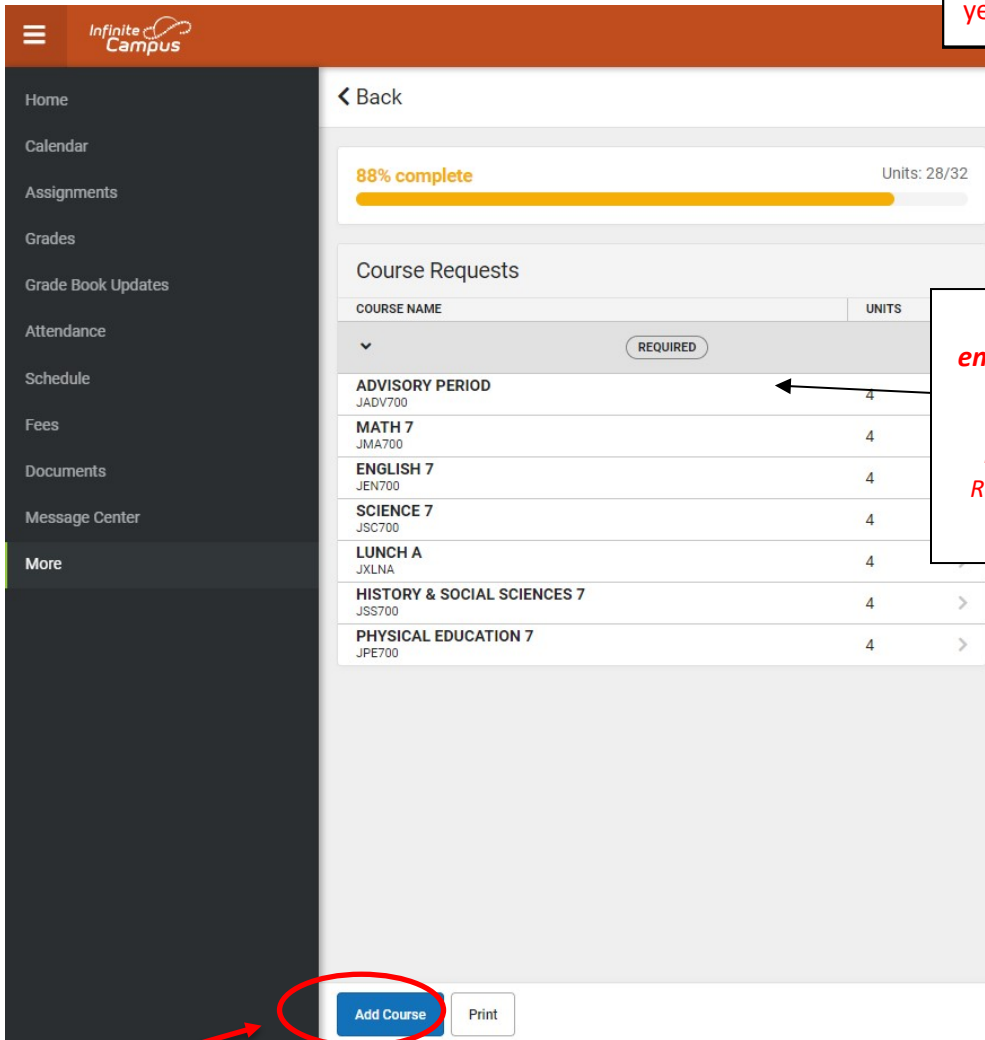 Infinite
Campus
Home
Calendar
Assignments
Grades
Grade Book Updates
Attendance
Schedule
Fees
Documents
Message Center
More
Back
88% complete
Units: 28/32
Course Requests
COURSE NAME
UNITS
REQUIRED
ADVISORY PERIOD
JADV700
4
MATH 7
JMA700
4
ENGLISH 7
JEN700
4
SCIENCE 7
JSC700
4
LUNCH A
JXLNA
4
HISTORY & SOCIAL SCIENCES 7
JSS700
4
PHYSICAL EDUCATION 7
JPE700
4
Add Course
Print